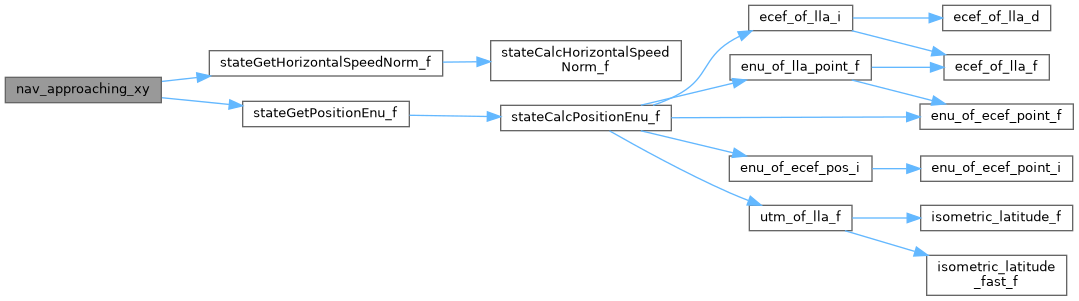 nav_approaching_xy
stateGetHorizontalSpeedNorm_f
stateGetPositionEnu_f
stateCalcHorizontalSpeed
Norm_f
stateCalcPositionEnu_f
ecef_of_lla_i
enu_of_lla_point_f
enu_of_ecef_pos_i
utm_of_lla_f
ecef_of_lla_d
ecef_of_lla_f
enu_of_ecef_point_f
enu_of_ecef_point_i
isometric_latitude_f
isometric_latitude
_fast_f